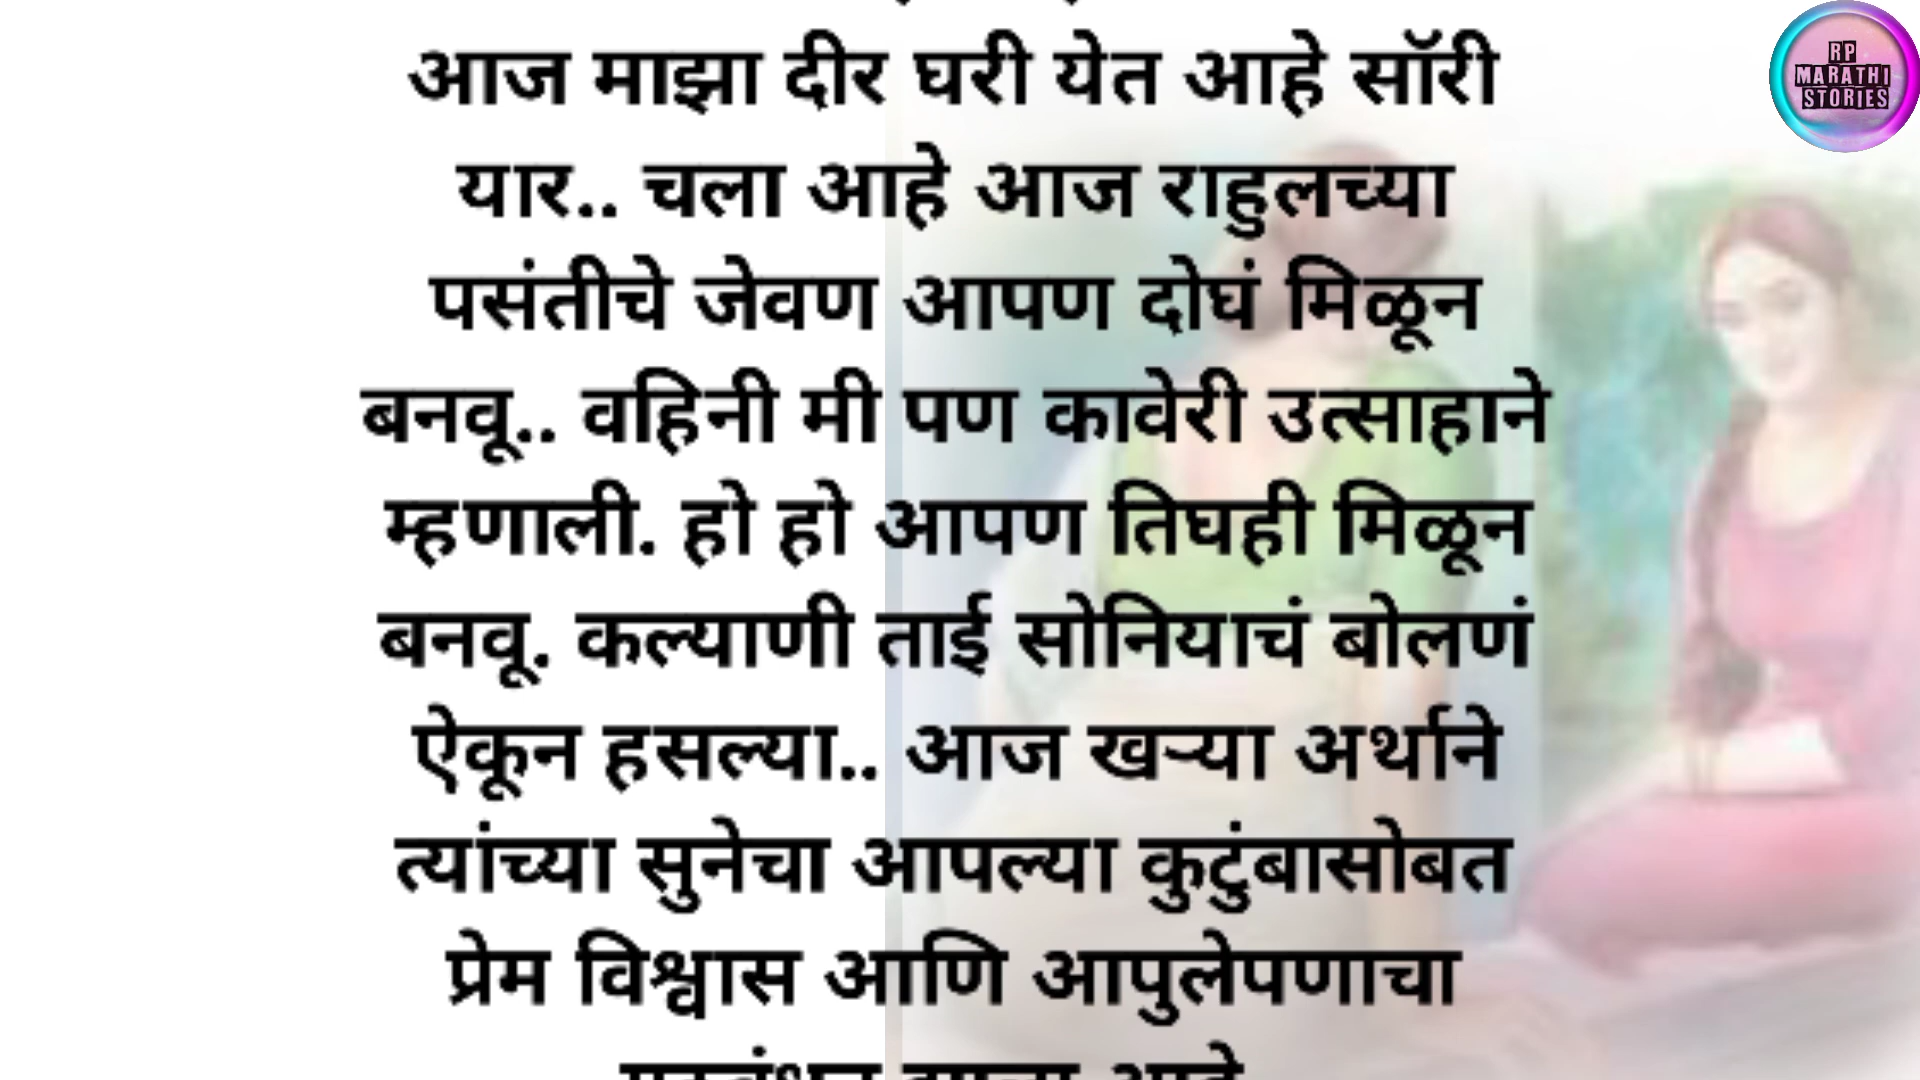 आज माझा दीर घरी येत आहे सॉरी
यार.. चला आहे आज राहुलच्या
पसंतीचे जेवण आपण दोघं मिळून
बनवू.. वहिनी मी पण कावेरी उत्साहाने
म्हणाली. हो हो आपण तिघही मिळून
बनवू. कल्याणी ताई सोनियाचं बोलणं
ऐकून हसल्या.. आज खऱ्या अर्थाने
त्यांच्या सुनेचा आपल्या कुटुंबासोबत
प्रेम विश्वास आणि आपुलेपणाचा
RP
MARATHI
STORIES